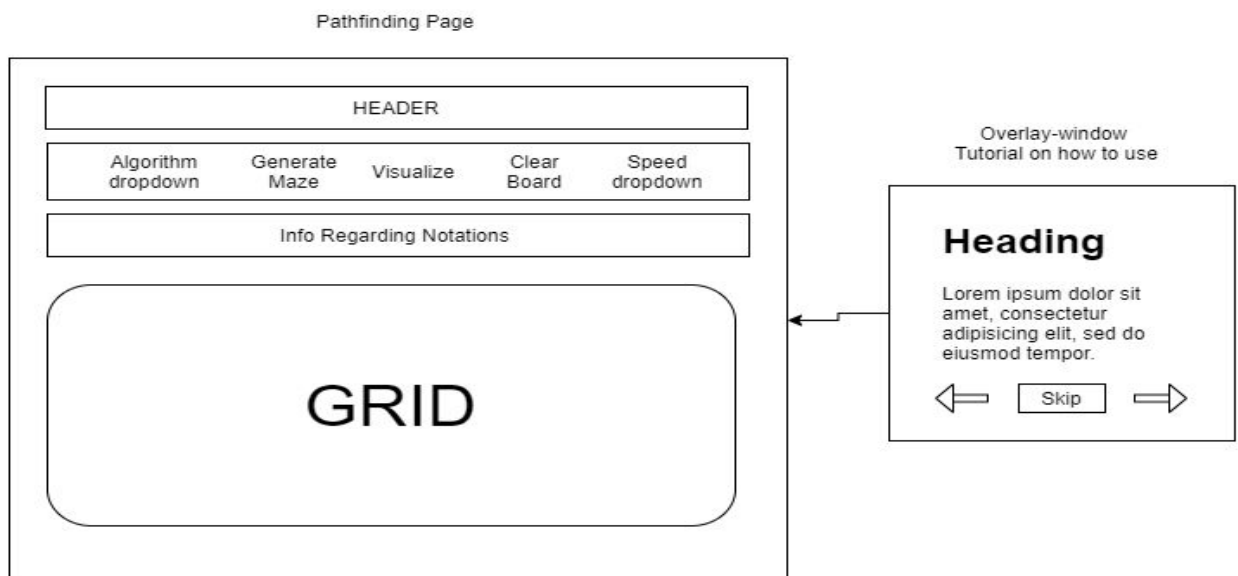 Pathfinding Page
HEADER
Algorithm
dropdown
Generate
Maze
Visualize
Clear
Board
Speed
dropdown
Info Regarding Notations
GRID
Overlay-window
Tutorial on how to use
Heading
Lorem ipsum dolor sit
amet, consectetur
adipisicing elit, sed do
eiusmod tempor.
Skip